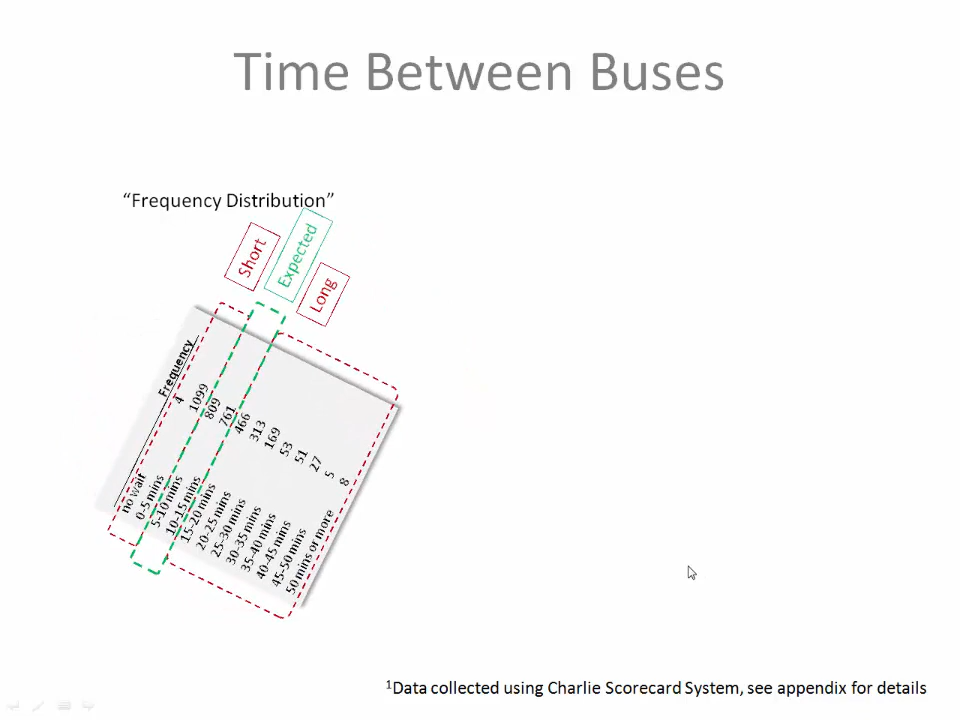 Time Between Buses
“Frequency Distribution”
Short
Expected
Long
Frequency
no wait 4
0-5 mins 1099
5-10 mins 809
10-15 mins 761
15-20 mins 466
20-25 mins 313
25-30 mins 169
30-35 mins 53
35-40 mins 51
40-45 mins 27
45-50 mins 5
50 mins or more 8
¹Data collected using Charlie Scorecard System, see appendix for details